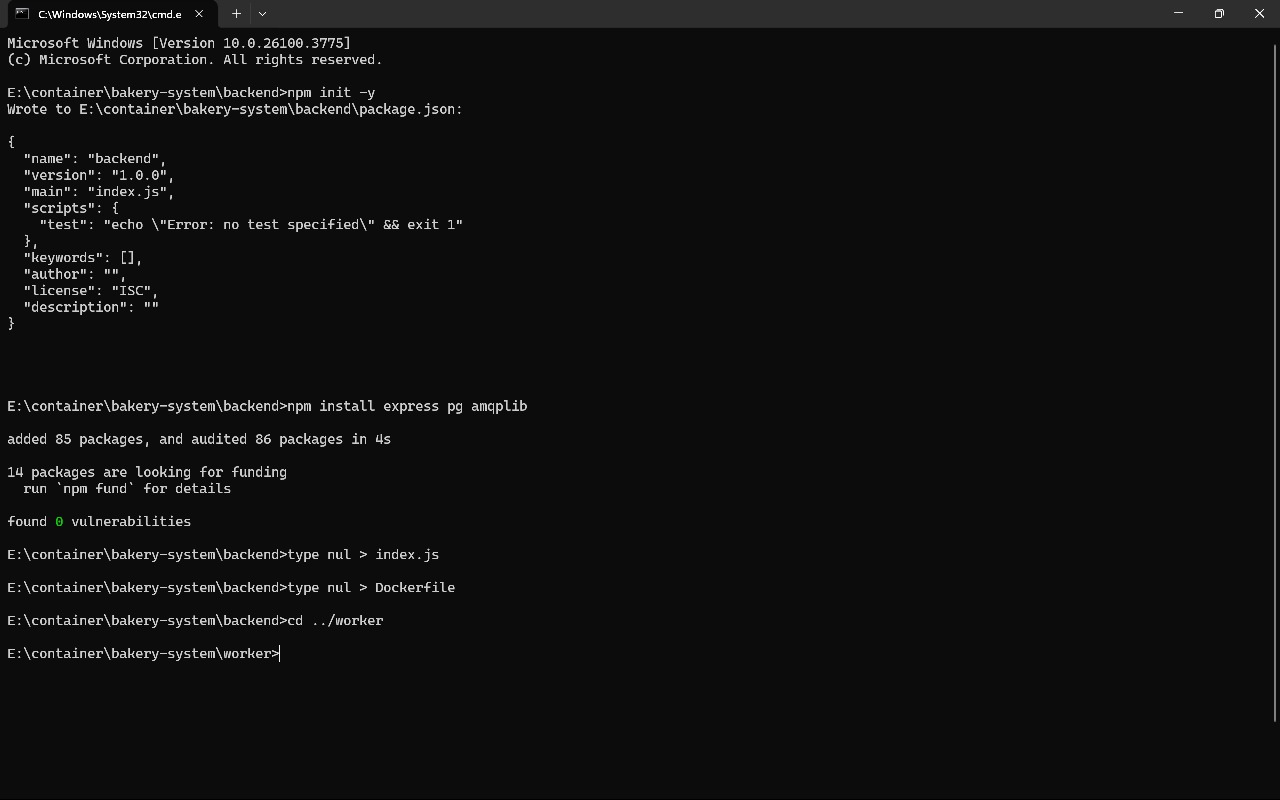 C:\Windows\System32\cmd.e
Microsoft Windows [Version 10.0.26100.3775]
(c) Microsoft Corporation. All rights reserved.
E:\container\bakery-system\backend>npm init -y
Wrote to E:\container\bakery-system\backend\package.json:
{
  "name": "backend",
  "version": "1.0.0",
  "main": "index.js",
  "scripts": {
    "test": "echo \"Error: no test specified\" && exit 1"
  },
  "keywords": [],
  "author": "",
  "license": "ISC",
  "description": ""
}
E:\container\bakery-system\backend>npm install express pg amqplib
added 85 packages, and audited 86 packages in 4s
14 packages are looking for funding
  run `npm fund` for details
found 0 vulnerabilities
E:\container\bakery-system\backend>type nul > index.js
E:\container\bakery-system\backend>type nul > Dockerfile
E:\container\bakery-system\backend>cd ../worker
E:\container\bakery-system\worker>